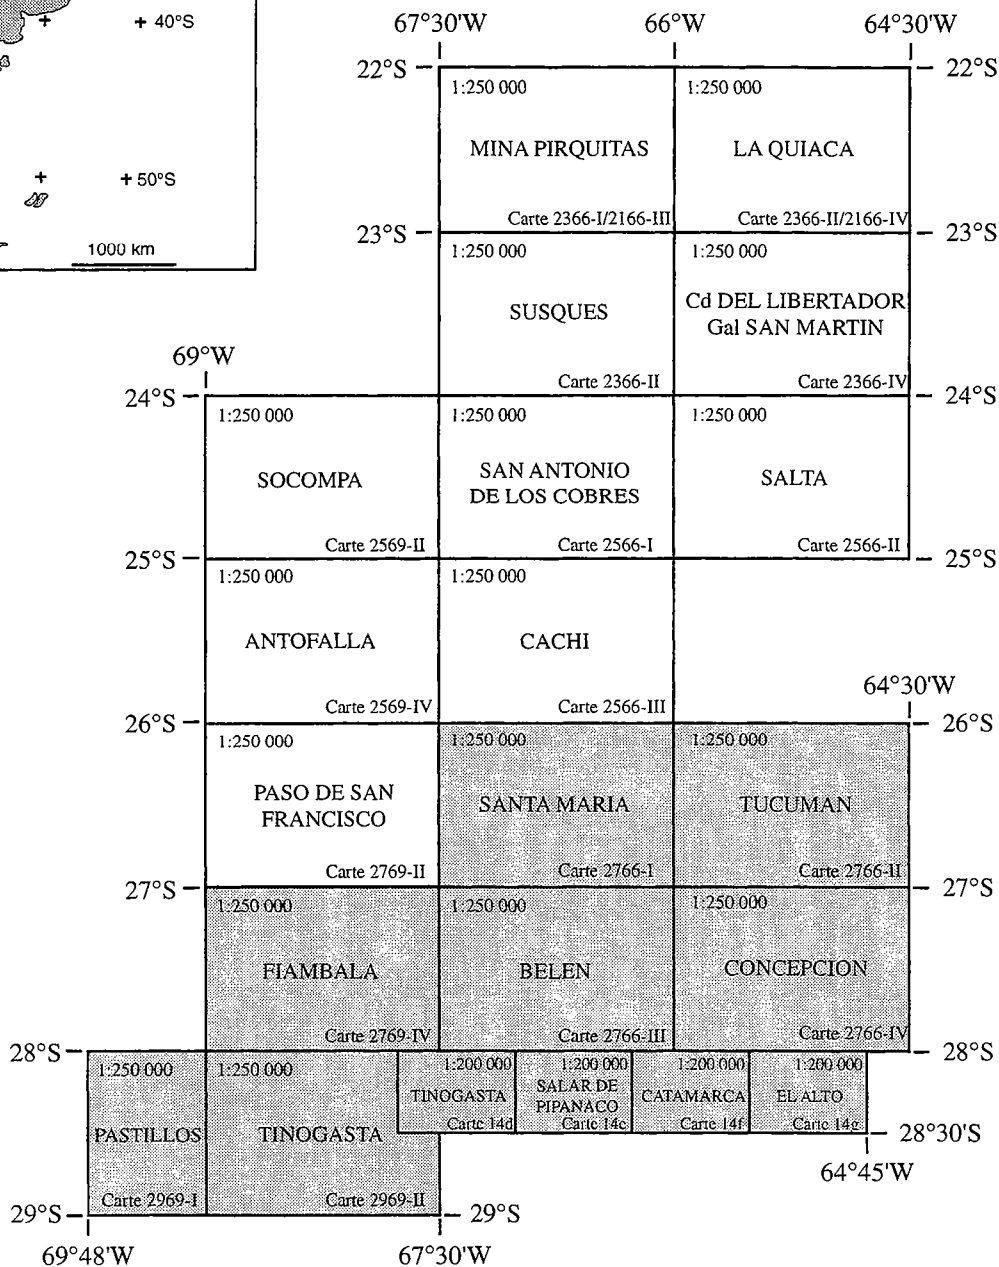 40°S
50°S
1000 km
67°30'W
66°W
64°30'W
22°S
22°S
1:250 000
MINA PIRQUITAS
Carte 2366-I/2166-III
1:250 000
LA QUIACA
Carte 2366-II/2166-IV
23°S
23°S
1:250 000
SUSQUES
Carte 2366-II
1:250 000
Cd DEL LIBERTADOR
Gal SAN MARTIN
Carte 2366-IV
69°W
24°S
24°S
1:250 000
SOCOMPA
Carte 2569-II
1:250 000
SAN ANTONIO
DE LOS COBRES
Carte 2566-I
1:250 000
SALTA
Carte 2566-II
25°S
25°S
1:250 000
ANTOFALLA
Carte 2569-IV
1:250 000
CACHI
Carte 2566-III
64°30'W
26°S
26°S
1:250 000
PASO DE SAN
FRANCISCO
Carte 2769-II
1:250 000
SANTA MARIA
Carte 2766-I
1:250 000
TUCUMAN
Carte 2766-II
27°S
27°S
1:250 000
FIAMBALA
Carte 2769-IV
1:250 000
BELEN
Carte 2766-III
1:250 000
CONCEPCION
Carte 2766-IV
28°S
28°S
1:250 000
PASTILLOS
Carte 2969-I
1:250 000
TINOGASTA
Carte 2969-II
1:200 000
TINOGASTA
Carte 14d
1:200 000
SALAR DE
PIPANACO
Carte 14e
1:200 000
CATAMARCA
Carte 14f
1:200 000
EL ALTO
Carte 14g
28°30'S
64°45'W
29°S
29°S
69°48'W
67°30'W